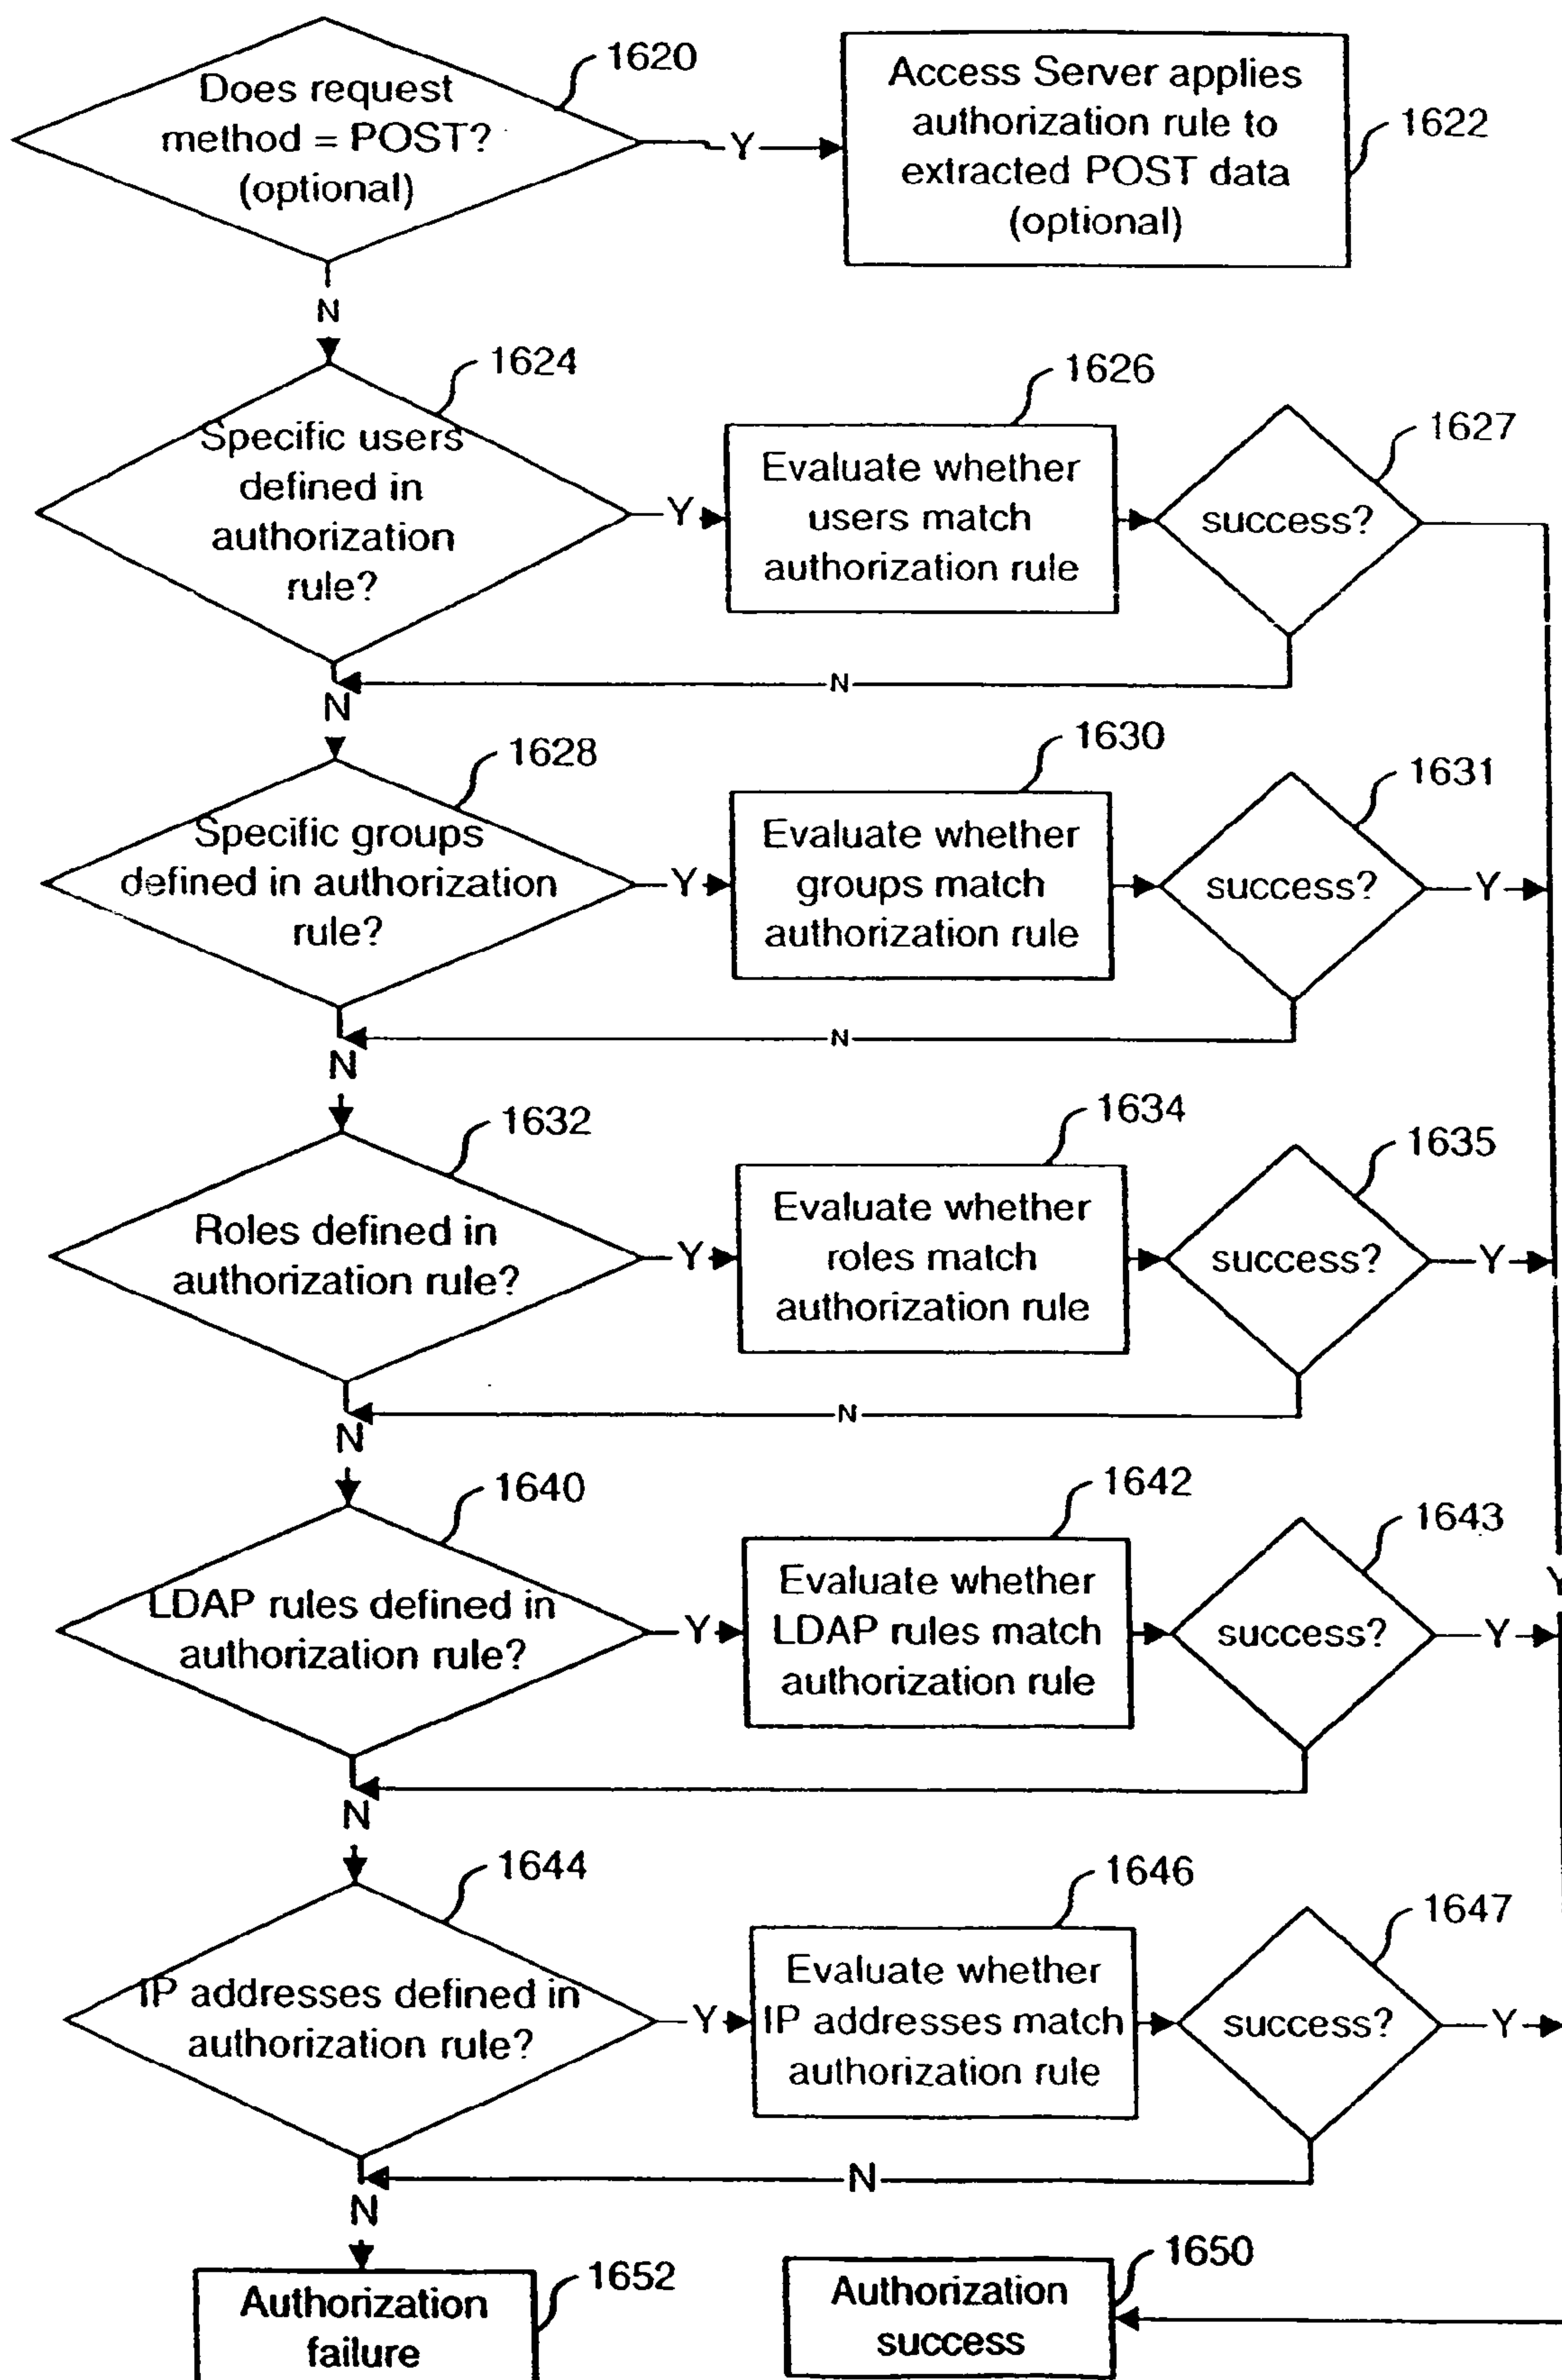 Does request
method = POST?
(optional)
1620
Y
Access Server applies
authorization rule to
extracted POST data
(optional)
1622
N
Specific users
defined in
authorization
rule?
1624
Y
Evaluate whether
users match
authorization rule
1626
success?
1627
N
N
Specific groups
defined in authorization
rule?
1628
Y
Evaluate whether
groups match
authorization rule
1630
success?
1631
Y
N
N
Roles defined in
authorization rule?
1632
Y
Evaluate whether
roles match
authorization rule
1634
success?
1635
Y
N
N
LDAP rules defined in
authorization rule?
1640
Y
Evaluate whether
LDAP rules match
authorization rule
1642
success?
1643
Y
Y
N
IP addresses defined in
authorization rule?
1644
Y
Evaluate whether
IP addresses match
authorization rule
1646
success?
1647
Y
N
N
Authorization
failure
1652
Authorization
success
1650